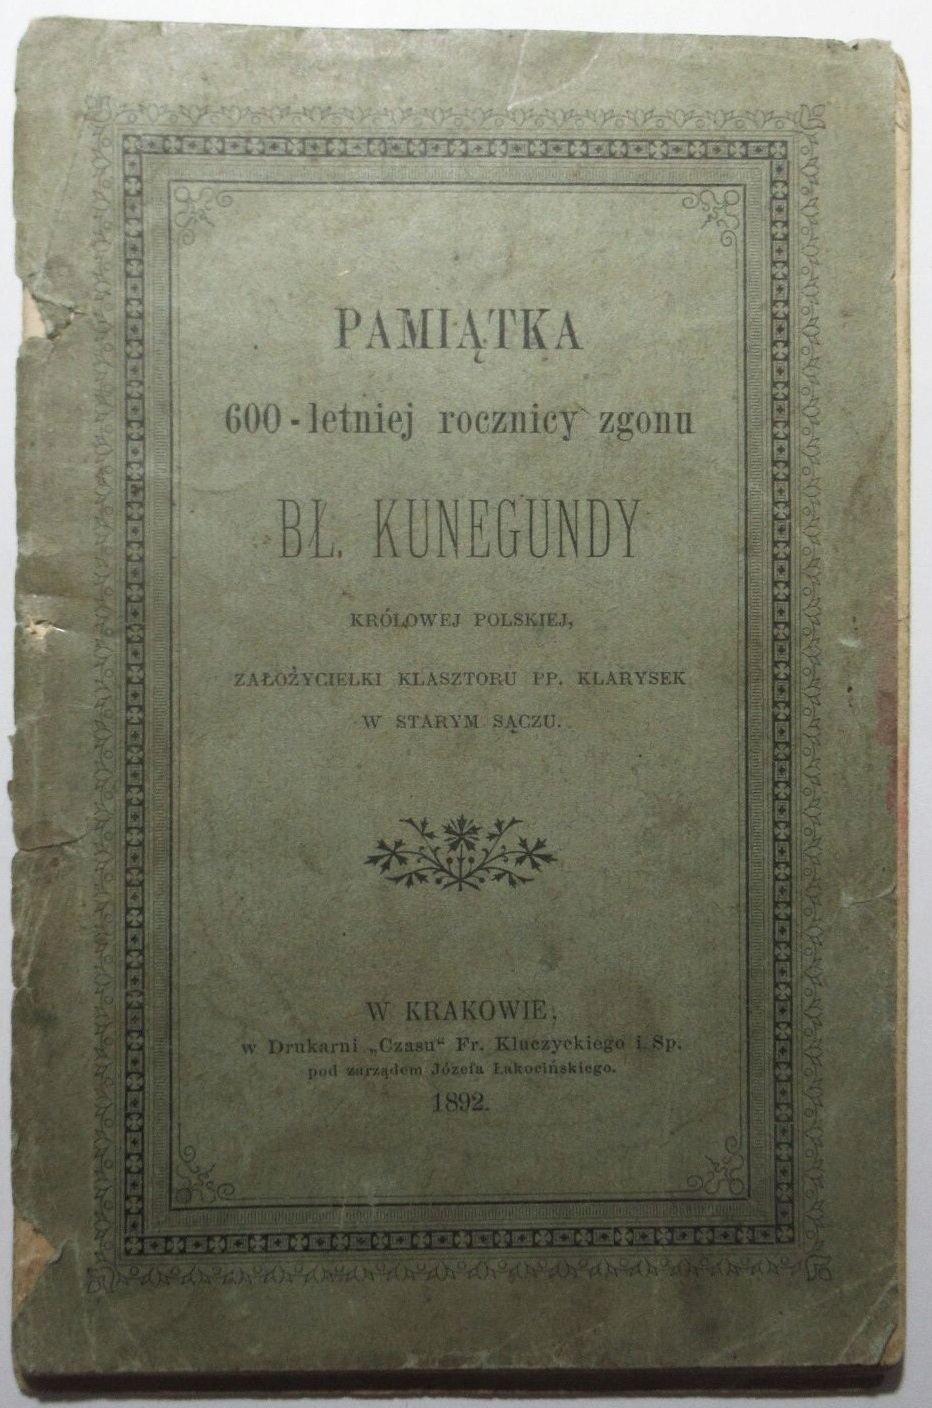 PAMIĄTKA
600-letniej rocznicy zgonu
BŁ. KUNEGUNDY
KRÓLOWEJ POLSKIEJ,
ZAŁOŻYCIELKI KLASZTORU PP. KLARYSEK
W STARYM SĄCZU.
W KRAKOWIE,
w Drukarni „Czasu“ Fr. Kluczyckiego i Sp.
pod zarządem Józefa Łakocińskiego.
1892.